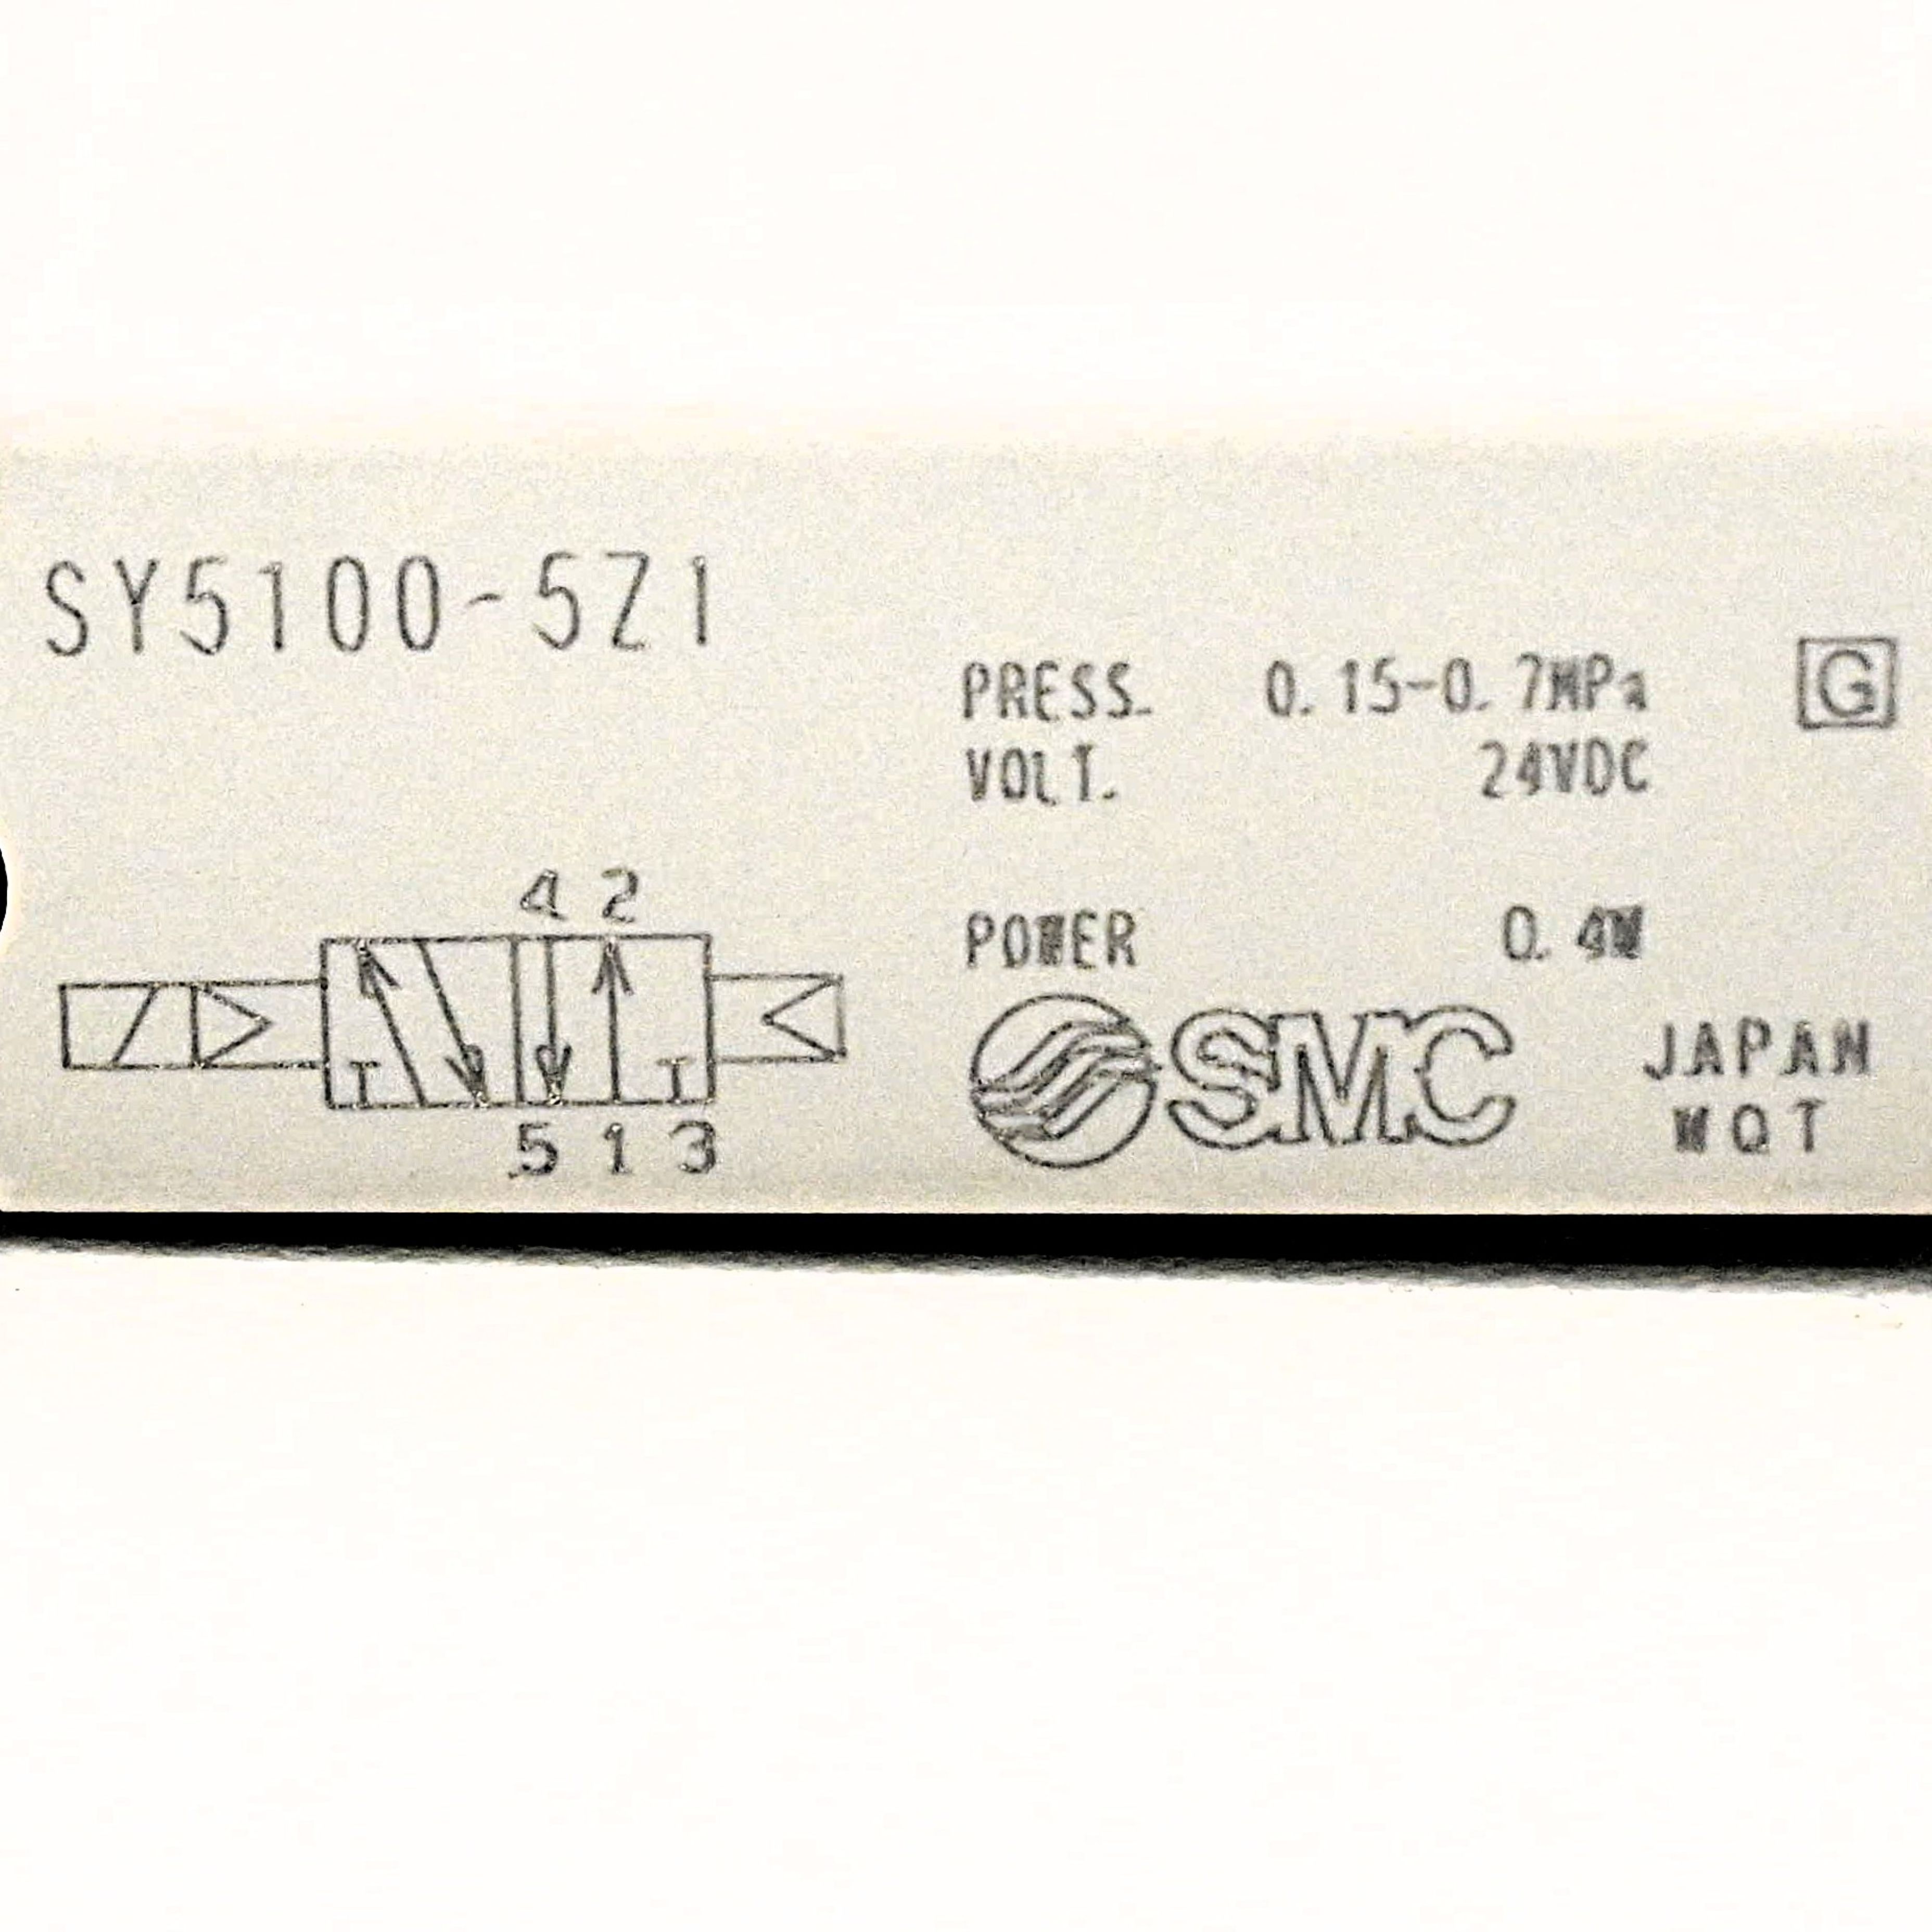 SY5100-5Z1
PRESS. 0.15-0.7MPa G
VOLT. 24VDC
4 2
POWER 0.4W
SMC JAPAN
5 1 3
WQT